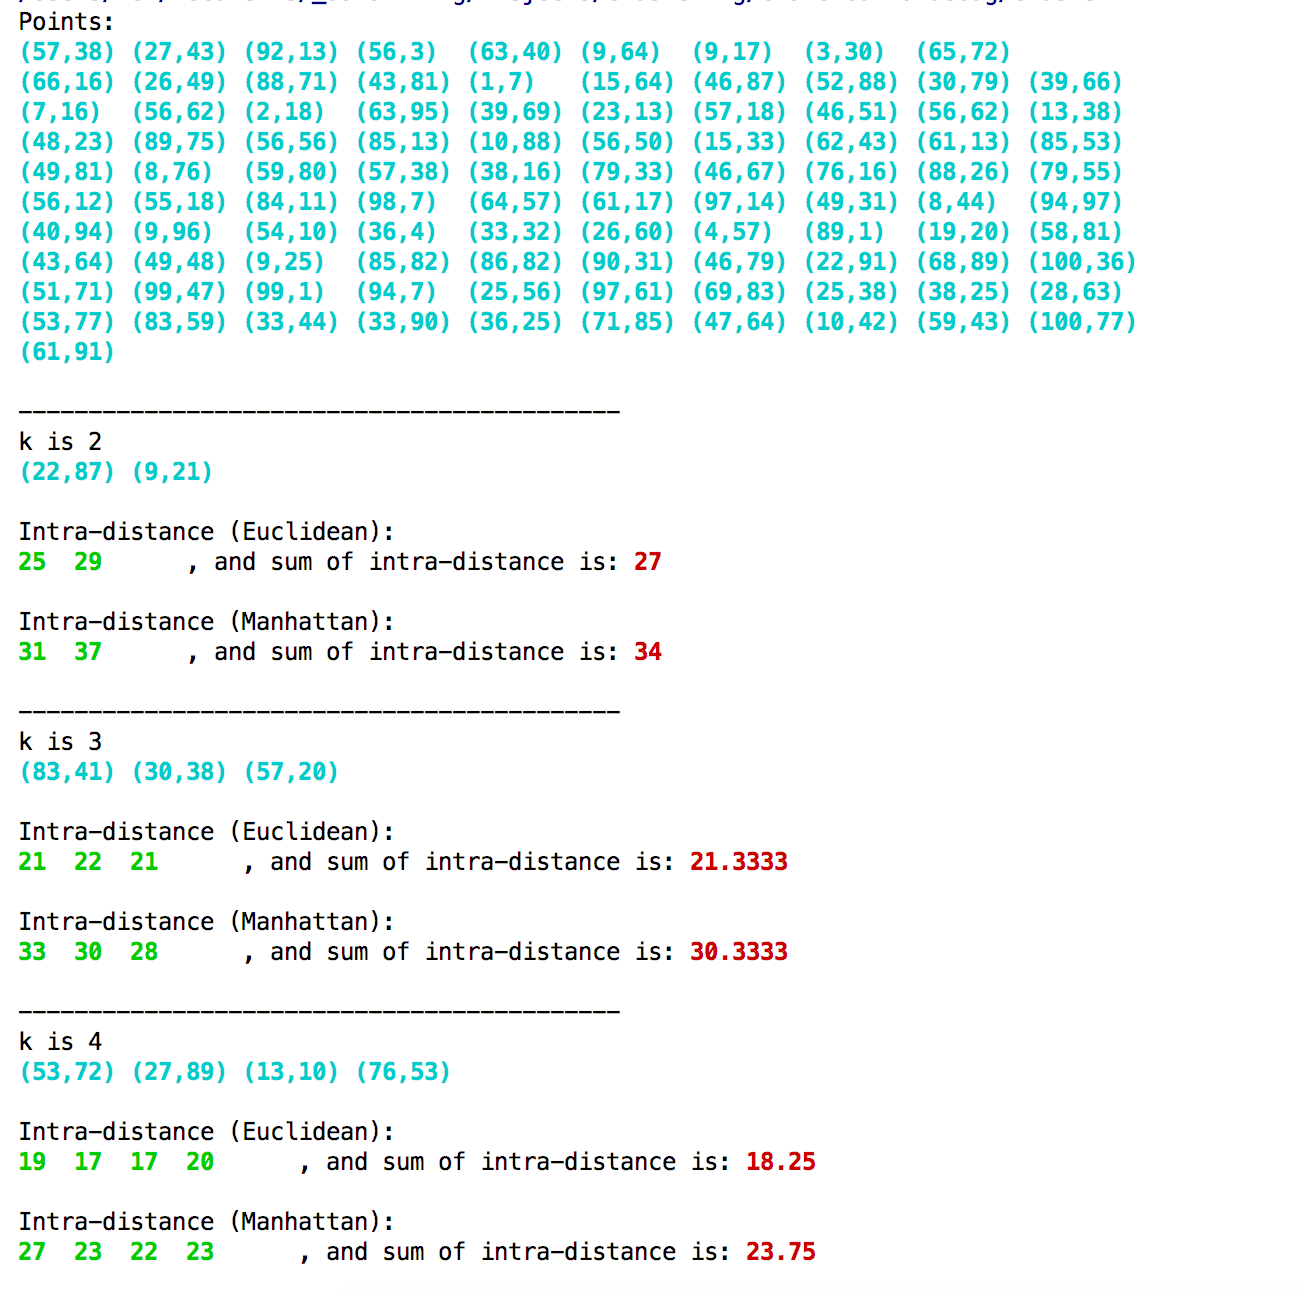 Points:
(57,38) (27,43) (92,13) (56,3) (63,40) (9,64) (9,17) (3,30) (65,72)
(66,16) (26,49) (88,71) (43,81) (1,7) (15,64) (46,87) (52,88) (30,79) (39,66)
(7,16) (56,62) (2,18) (63,95) (39,69) (23,13) (57,18) (46,51) (56,62) (13,38)
(48,23) (89,75) (56,56) (85,13) (10,88) (56,50) (15,33) (62,43) (61,13) (85,53)
(49,81) (8,76) (59,80) (57,38) (38,16) (79,33) (46,67) (76,16) (88,26) (79,55)
(56,12) (55,18) (84,11) (98,7) (64,57) (61,17) (97,14) (49,31) (8,44) (94,97)
(40,94) (9,96) (54,10) (36,4) (33,32) (26,60) (4,57) (89,1) (19,20) (58,81)
(43,64) (49,48) (9,25) (85,82) (86,82) (90,31) (46,79) (22,91) (68,89) (100,36)
(51,71) (99,47) (99,1) (94,7) (25,56) (97,61) (69,83) (25,38) (38,25) (28,63)
(53,77) (83,59) (33,44) (33,90) (36,25) (71,85) (47,64) (10,42) (59,43) (100,77)
(61,91)
-------------------------------------------
k is 2
(22,87) (9,21)
Intra-distance (Euclidean):
25 29 , and sum of intra-distance is: 27
Intra-distance (Manhattan):
31 37 , and sum of intra-distance is: 34
-------------------------------------------
k is 3
(83,41) (30,38) (57,20)
Intra-distance (Euclidean):
21 22 21 , and sum of intra-distance is: 21.3333
Intra-distance (Manhattan):
33 30 28 , and sum of intra-distance is: 30.3333
-------------------------------------------
k is 4
(53,72) (27,89) (13,10) (76,53)
Intra-distance (Euclidean):
19 17 17 20 , and sum of intra-distance is: 18.25
Intra-distance (Manhattan):
27 23 22 23 , and sum of intra-distance is: 23.75